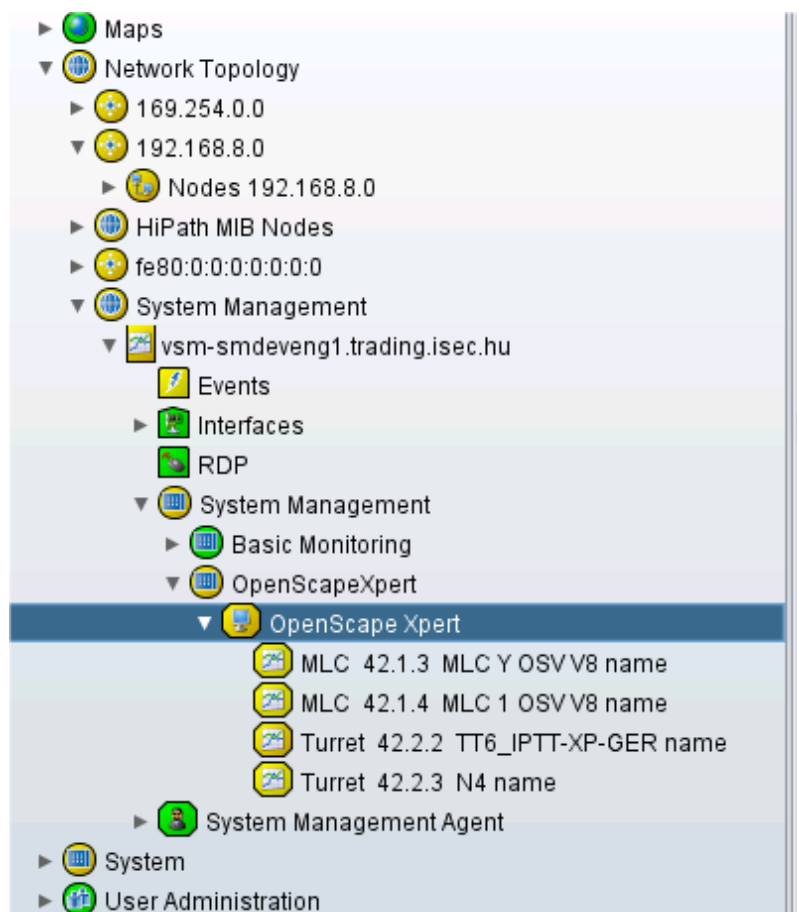 Maps
Network Topology
169.254.0.0
192.168.8.0
Nodes 192.168.8.0
HiPath MIB Nodes
fe80:0:0:0:0:0:0:0
System Management
vsm-smdeveng1.trading.isec.hu
Events
Interfaces
RDP
System Management
Basic Monitoring
OpenScapeXpert
OpenScape Xpert
MLC 42.1.3 MLC Y OSV V8 name
MLC 42.1.4 MLC 1 OSV V8 name
Turret 42.2.2 TT6_IPTT-XP-GER name
Turret 42.2.3 N4 name
System Management Agent
System
User Administration